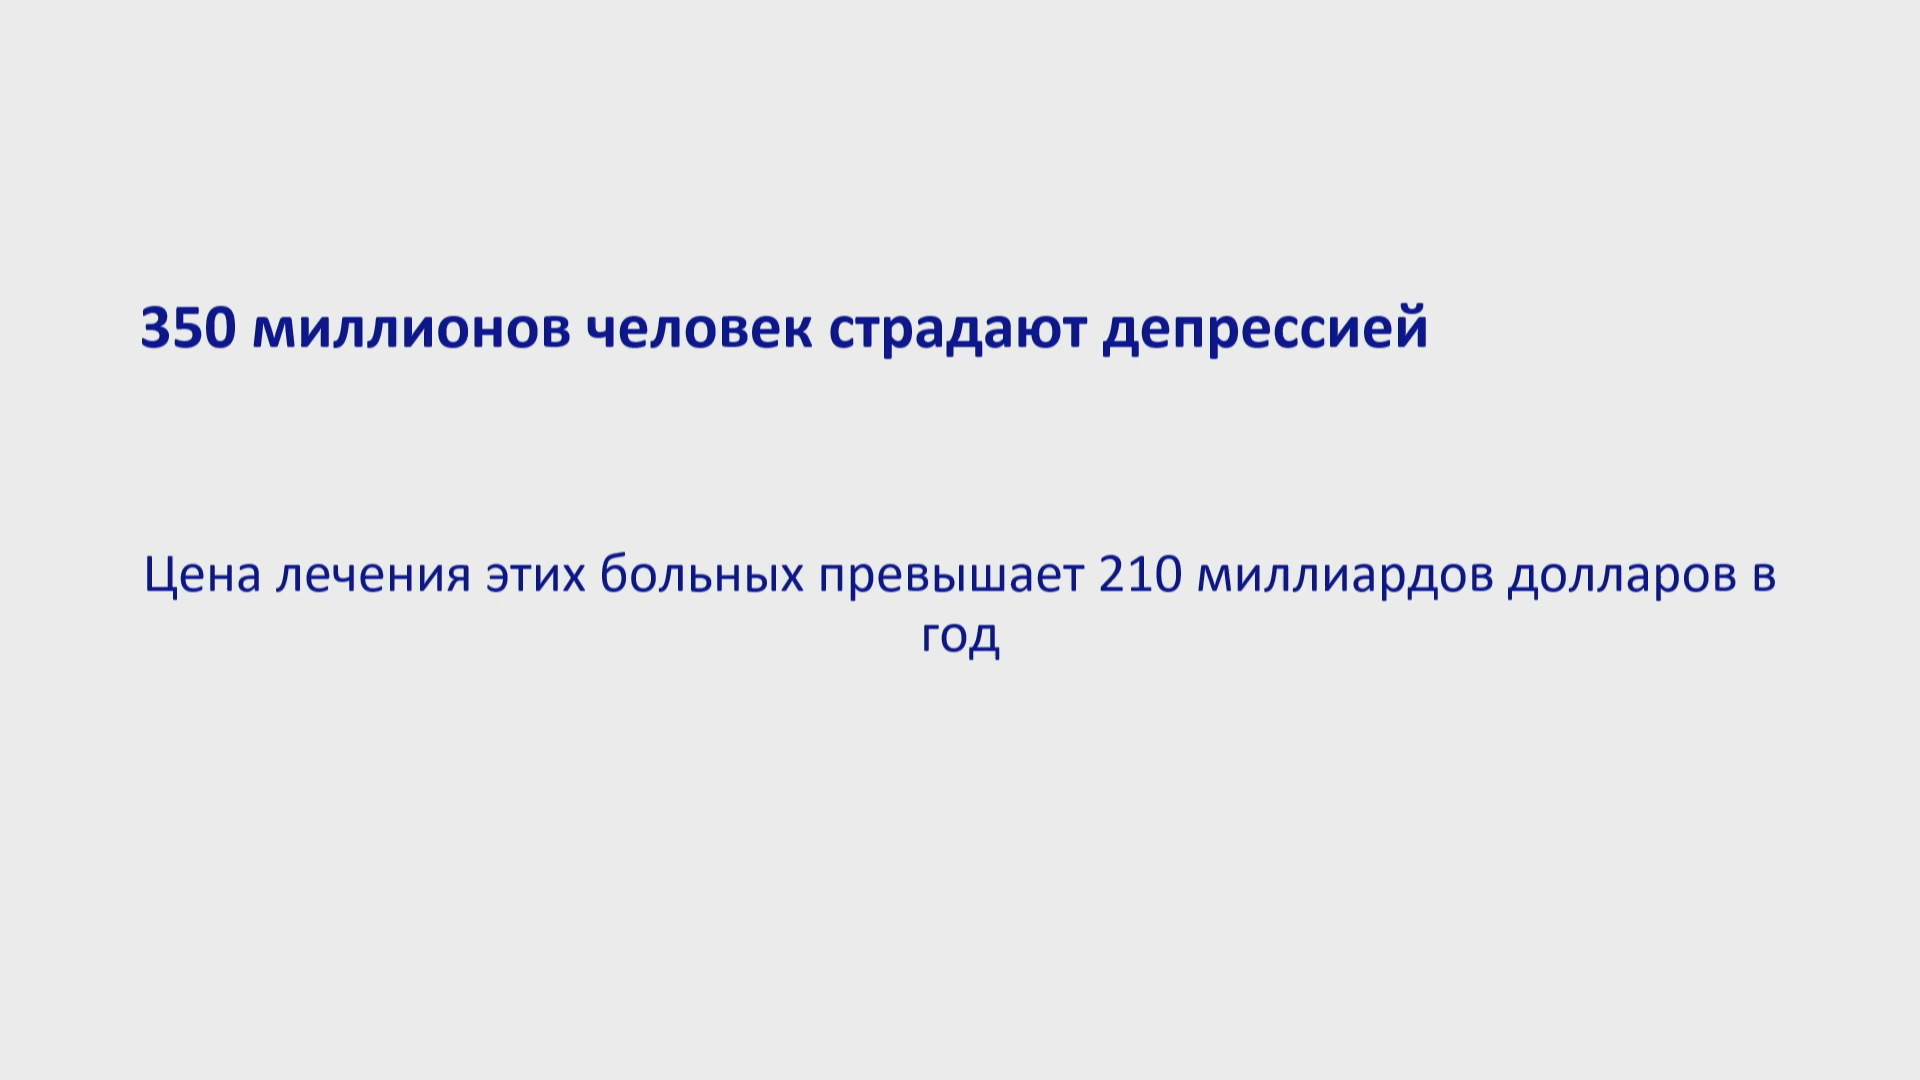 350 миллионов человек страдают депрессией
Цена лечения этих больных превышает 210 миллиардов долларов в
год